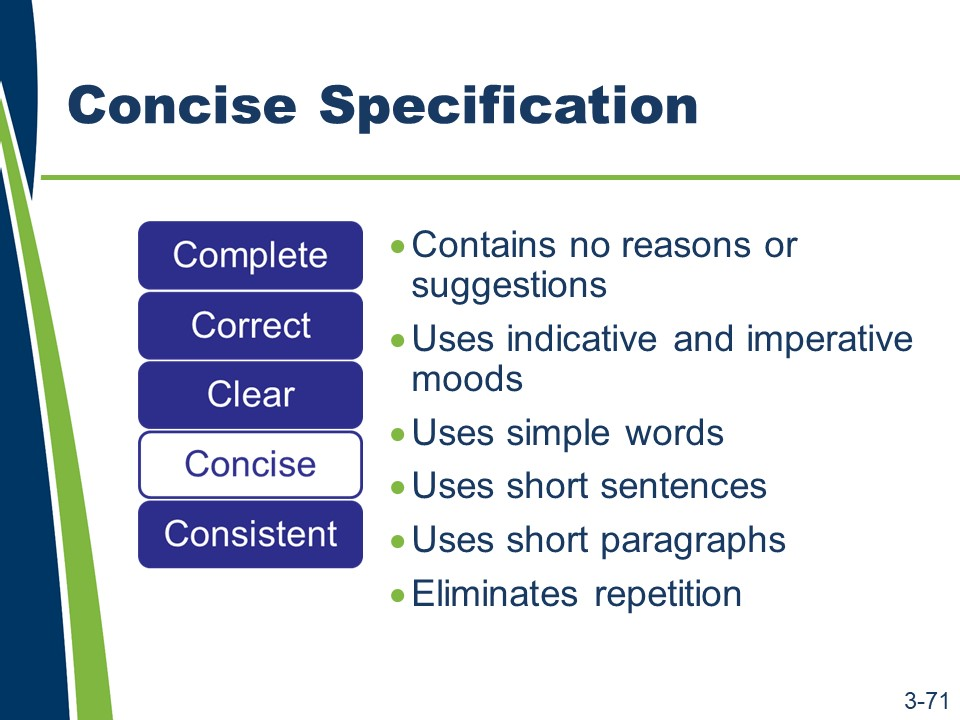 Concise Specification
Complete
Correct
Clear
Concise
Consistent
• Contains no reasons or
suggestions
• Uses indicative and imperative
moods
• Uses simple words
• Uses short sentences
• Uses short paragraphs
• Eliminates repetition
3-71